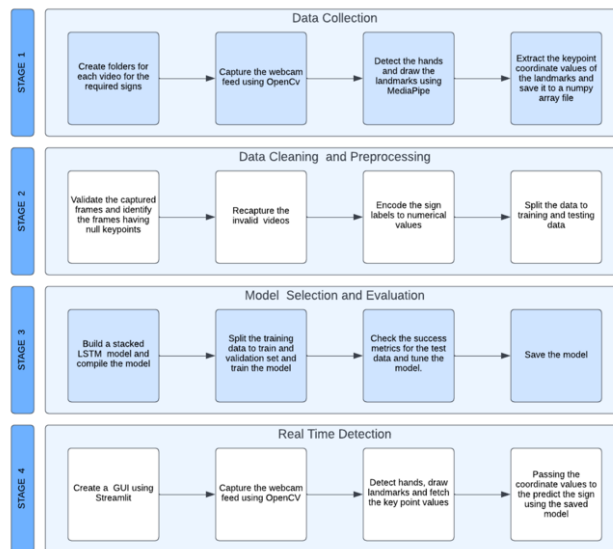 Data Collection
STAGE 1
Create folders for
each video for the
required signs
Capture the webcam
feed using OpenCv
Detect the hands and
draw the landmarks
using
MediaPipe
Extract the keypoint
coordinate values of
the landmarks and
save it to a numpy
array file
Data Cleaning and Preprocessing
STAGE 2
Validate the captured
frames and identify
the frames having
null keypoints
Recapture the
invalid videos
Encode the sign
labels to numerical
values
Split the data to
training and testing
data
Model Selection and Evaluation
STAGE 3
Build a stacked
LSTM model and
compile the model
Split the training
data to train and
validation set and
train the model
Check the success
metrics for the test
data and tune the
model.
Save the model
Real Time Detection
STAGE 4
Create a GUI using
Streamlit
Capture the webcam
feed using OpenCV
Detect hands, draw
landmarks and fetch
the key point values
Passing the
coordinate values to
the predict the sign
using the saved
model